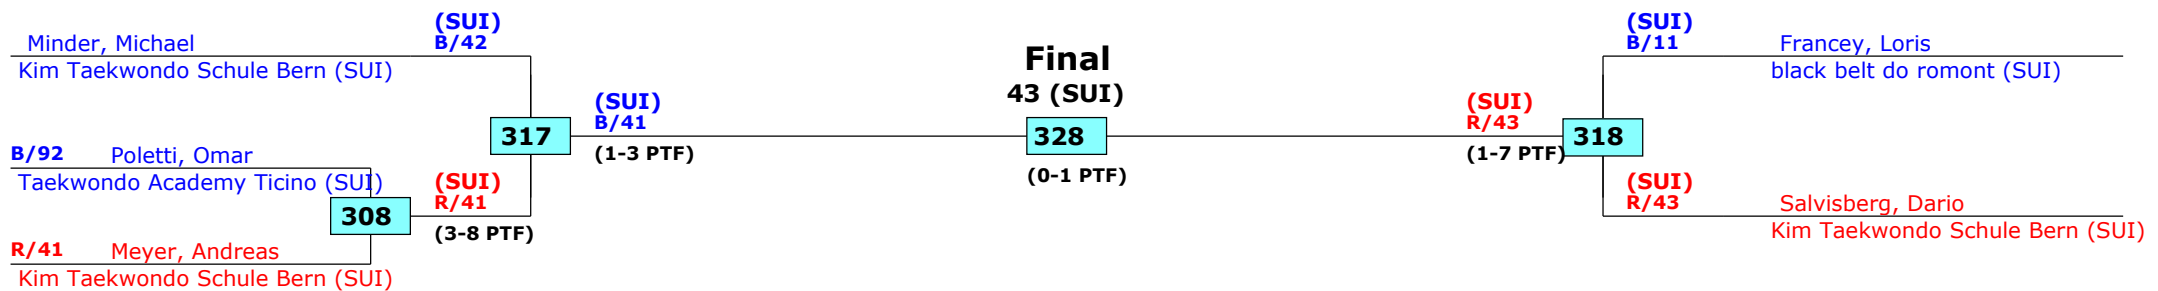 (SUI)
B/42
Minder, Michael
Kim Taekwondo Schule Bern (SUI)
B/92 Poletti, Omar
Taekwondo Academy Ticino (SUI)
308
R/41 Meyer, Andreas
Kim Taekwondo Schule Bern (SUI)
(SUI)
R/41
(3-8 PTF)
317
(SUI)
B/41
(1-3 PTF)
Final
43 (SUI)
328
(0-1 PTF)
(SUI)
R/43
(1-7 PTF)
318
(SUI)
B/11
Francey, Loris
black belt do romont (SUI)
(SUI)
R/43
Salvisberg, Dario
Kim Taekwondo Schule Bern (SUI)